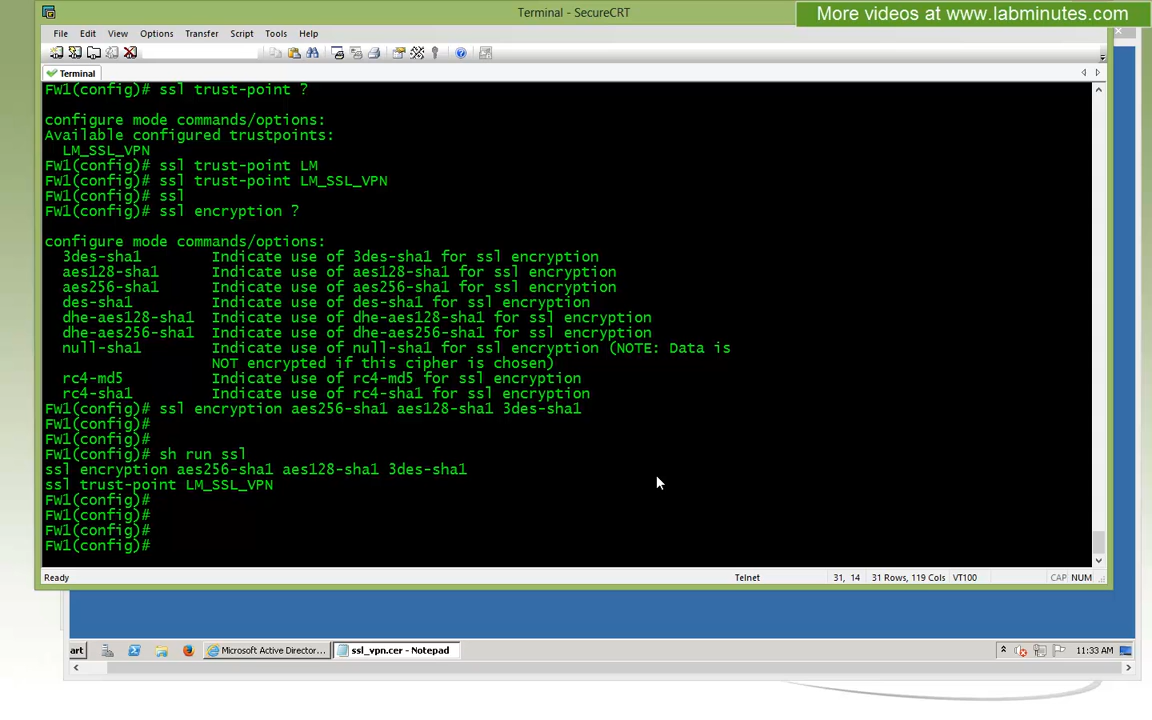 Terminal - SecureCRT
More videos at www.labminutes.com
File Edit View Options Transfer Script Tools Help
Terminal
FW1(config)# ssl trust-point ?
configure mode commands/options:
Available configured trustpoints:
LM_SSL_VPN
FW1(config)# ssl trust-point LM
FW1(config)# ssl trust-point LM_SSL_VPN
FW1(config)# ssl
FW1(config)# ssl encryption ?
configure mode commands/options:
3des-sha1 Indicate use of 3des-sha1 for ssl encryption
aes128-sha1 Indicate use of aes128-sha1 for ssl encryption
aes256-sha1 Indicate use of aes256-sha1 for ssl encryption
des-sha1 Indicate use of des-sha1 for ssl encryption
dhe-aes128-sha1 Indicate use of dhe-aes128-sha1 for ssl encryption
dhe-aes256-sha1 Indicate use of dhe-aes256-sha1 for ssl encryption
null-sha1 Indicate use of null-sha1 for ssl encryption (NOTE: Data is
NOT encrypted if this cipher is chosen)
rc4-md5 Indicate use of rc4-md5 for ssl encryption
rc4-sha1 Indicate use of rc4-sha1 for ssl encryption
FW1(config)# ssl encryption aes256-sha1 aes128-sha1 3des-sha1
FW1(config)#
FW1(config)#
FW1(config)# sh run ssl
ssl encryption aes256-sha1 aes128-sha1 3des-sha1
ssl trust-point LM_SSL_VPN
FW1(config)#
FW1(config)#
FW1(config)#
FW1(config)#
Ready Telnet 31, 14 31 Rows, 119 Cols VT100 CAP NUM
art Microsoft Active Director... ssl_vpn.cer - Notepad 11:33 AM